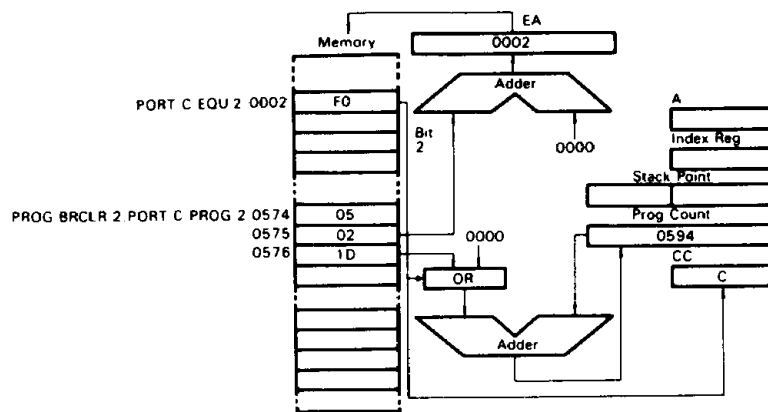 EA
Memory
0002
Adder
PORT C EQU 2 0002 F0
A
Bit
2
0000
Index Reg
Stack Point
PROG BRCLR 2 PORT C PROG 2 0574 05
Prog Count
0575 02
0594
0576 1D
0000
CC
OR
C
Adder